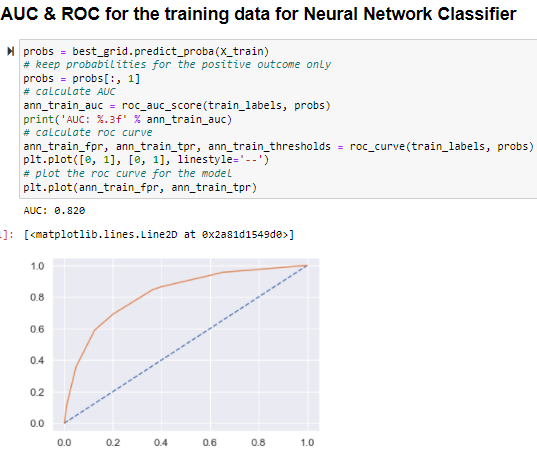 AUC & ROC for the training data for Neural Network Classifier
probs = best_grid.predict_proba(X_train)
# keep probabilities for the positive outcome only
probs = probs[:, 1]
# calculate AUC
ann_train_auc = roc_auc_score(train_labels, probs)
print('AUC: %.3f' % ann_train_auc)
# calculate roc curve
ann_train_fpr, ann_train_tpr, ann_train_thresholds = roc_curve(train_labels, probs)
plt.plot([0, 1], [0, 1], linestyle='--')
# plot the roc curve for the model
plt.plot(ann_train_fpr, ann_train_tpr)
AUC: 0.820
]: [<matplotlib.lines.Line2D at 0x2a81d1549d0>]
1.0
0.8
0.6
0.4
0.2
0.0
0.0 0.2 0.4 0.6 0.8 1.0